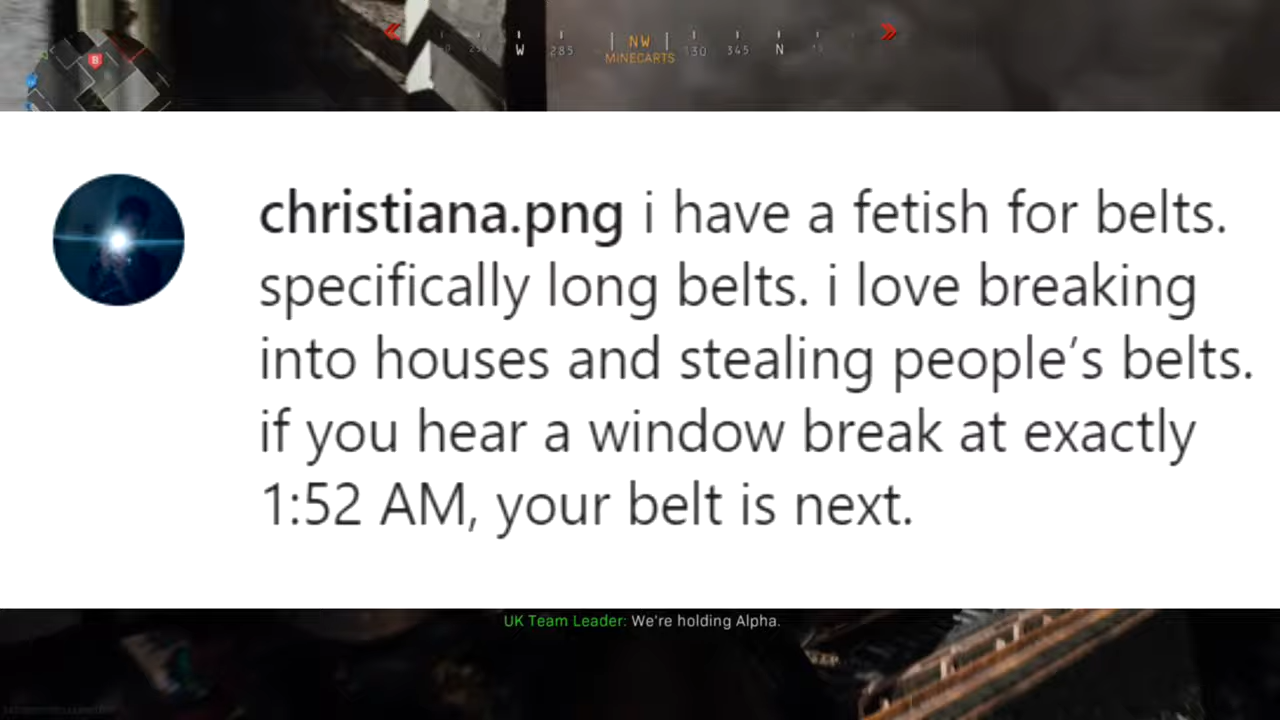 W 285 NW 330 345 N
MINECARTS
B
christiana.png i have a fetish for belts.
specifically long belts. i love breaking
into houses and stealing people’s belts.
if you hear a window break at exactly
1:52 AM, your belt is next.
UK Team Leader: We're holding Alpha.